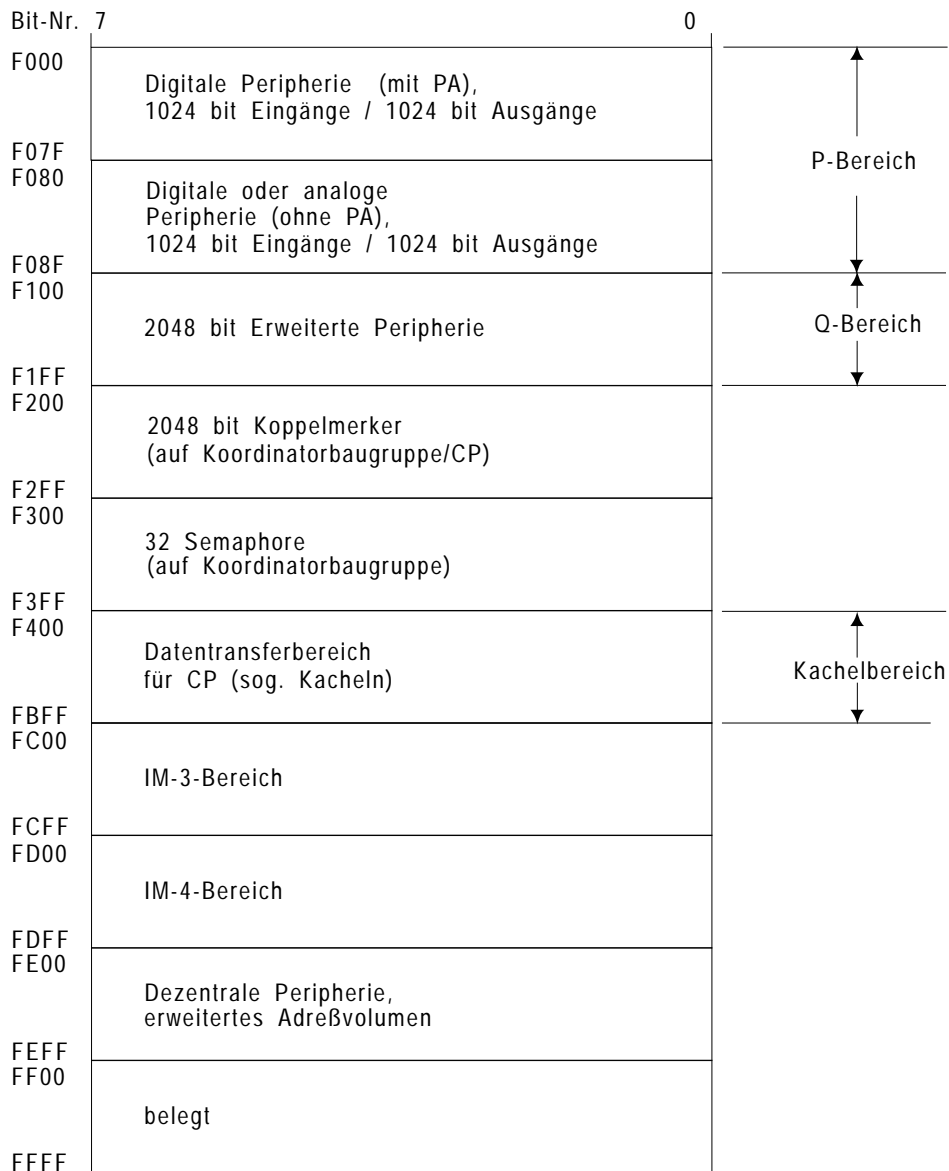 Bit-Nr. 7 0
F000
Digitale Peripherie (mit PA),
1024 bit Eingänge / 1024 bit Ausgänge
F07F
P-Bereich
F080
Digitale oder analoge
Peripherie (ohne PA),
1024 bit Eingänge / 1024 bit Ausgänge
F08F
F100
2048 bit Erweiterte Peripherie
Q-Bereich
F1FF
F200
2048 bit Koppelmerker
(auf Koordinatorbaugruppe/CP)
F2FF
F300
32 Semaphore
(auf Koordinatorbaugruppe)
F3FF
F400
Datentransferbereich
für CP (sog. Kacheln)
Kachelbereich
FBFF
FC00
IM-3-Bereich
FCFF
FD00
IM-4-Bereich
FDFF
FE00
Dezentrale Peripherie,
erweitertes Adreßvolumen
FEFF
FF00
belegt
FFFF